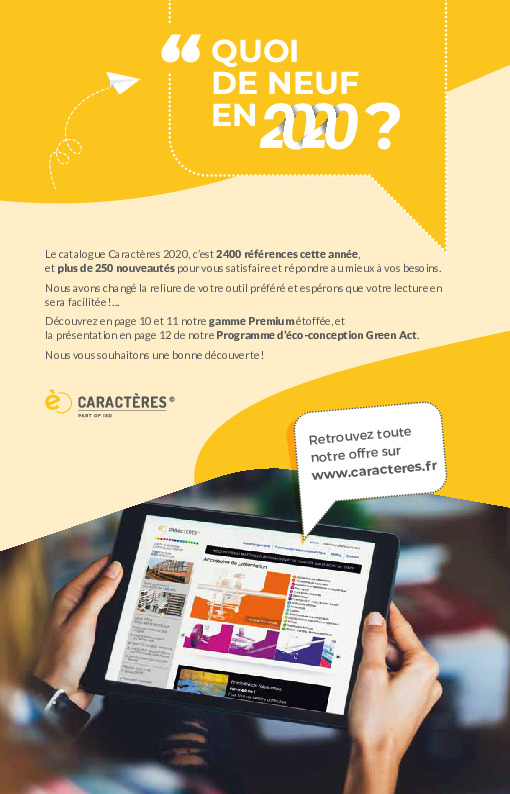 QUOI
DE NEUF
EN 2020 ?
Le catalogue Caractères 2020, c'est 2400 références cette année,
et plus de 250 nouveautés pour vous satisfaire et répondre au mieux à vos besoins.
Nous avons changé la reliure de votre outil préféré et espérons que votre lecture en
sera facilitée !...
Découvrez en page 10 et 11 notre gamme Premium étoffée, et
la présentation en page 12 de notre Programme d'éco-conception Green Act.
Nous vous souhaitons une bonne découverte !
CARACTÈRES®
PART OF ISD
Retrouvez toute
notre offre sur
www.caracteres.fr
CARACTÈRES
Accessoires de présentation